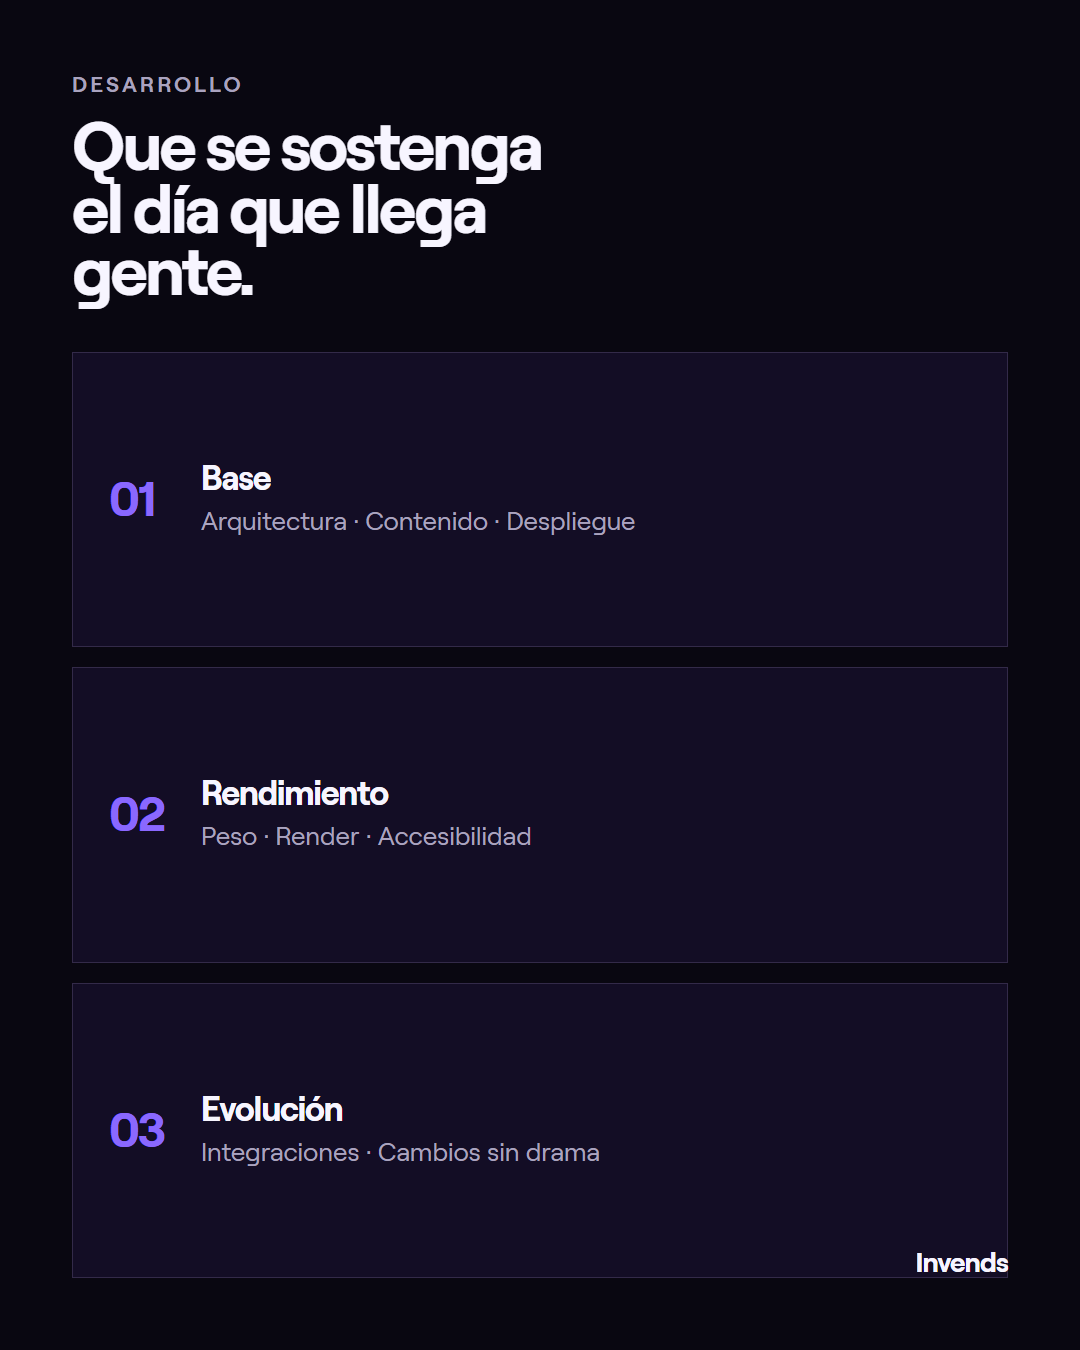 DESARROLLO
Que se sostenga
el día que llega
gente.
01
Base
Arquitectura · Contenido · Despliegue
02
Rendimiento
Peso · Render · Accesibilidad
03
Evolución
Integraciones · Cambios sin drama
Invends